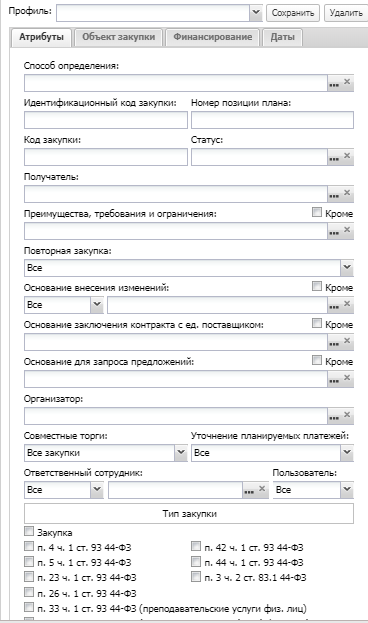 Профиль: Сохранить Удалить
Атрибуты Объект закупки Финансирование Даты
Способ определения:
Идентификационный код закупки: Номер позиции плана:
Код закупки: Статус:
Получатель:
Преимущества, требования и ограничения: Кроме
Повторная закупка:
Все
Основание внесения изменений: Кроме
Все
Основание заключения контракта с ед. поставщиком: Кроме
Основание для запроса предложений: Кроме
Организатор:
Совместные торги: Уточнение планируемых платежей:
Все закупки Все
Ответственный сотрудник: Пользователь:
Все Все
Тип закупки
Закупка
п. 4 ч. 1 ст. 93 44-ФЗ п. 42 ч. 1 ст. 93 44-ФЗ
п. 5 ч. 1 ст. 93 44-ФЗ п. 44 ч. 1 ст. 93 44-ФЗ
п. 23 ч. 1 ст. 93 44-ФЗ п. 3 ч. 2 ст. 83.1 44-ФЗ
п. 26 ч. 1 ст. 93 44-ФЗ
п. 33 ч. 1 ст. 93 44-ФЗ (преподавательские услуги физ. лиц)